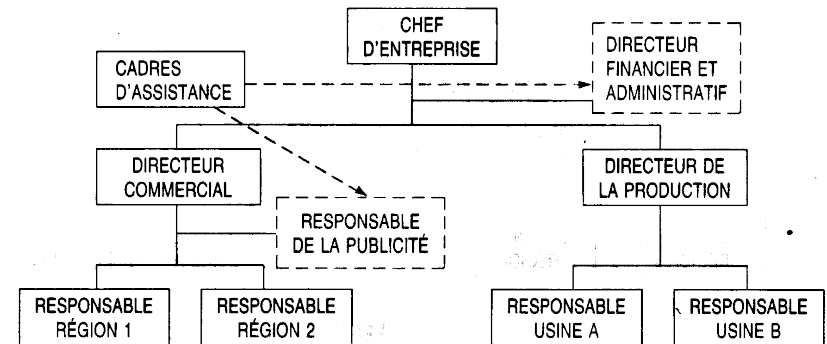 CHEF
D'ENTREPRISE
DIRECTEUR
FINANCIER ET
ADMINISTRATIF
CADRES
D'ASSISTANCE
DIRECTEUR
COMMERCIAL
DIRECTEUR DE
LA PRODUCTION
RESPONSABLE
DE LA PUBLICITÉ
RESPONSABLE
RÉGION 1
RESPONSABLE
RÉGION 2
RESPONSABLE
USINE A
RESPONSABLE
USINE B